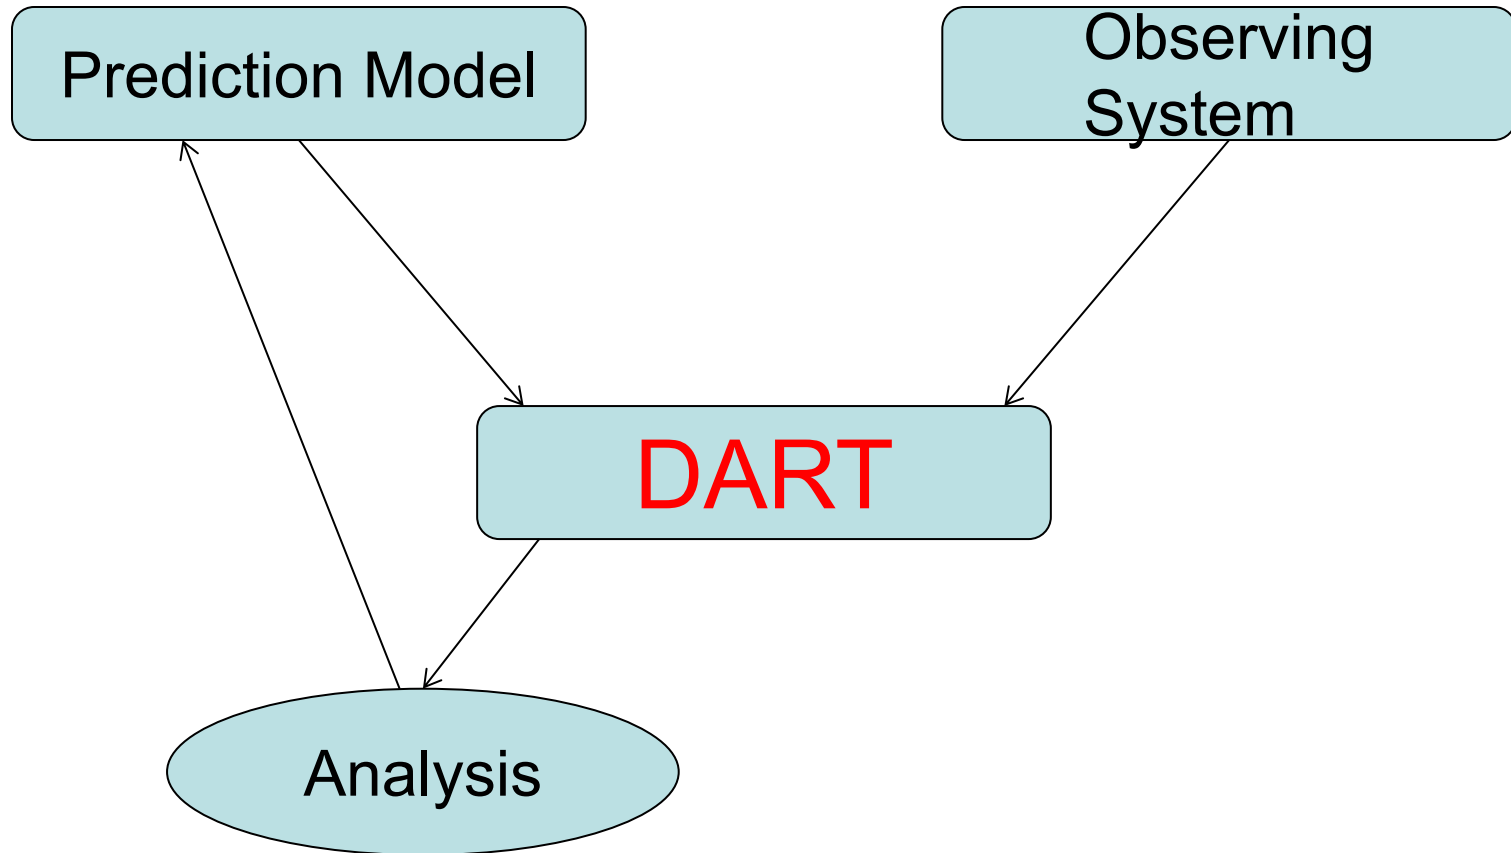 Prediction Model
Observing
System
DART
Analysis